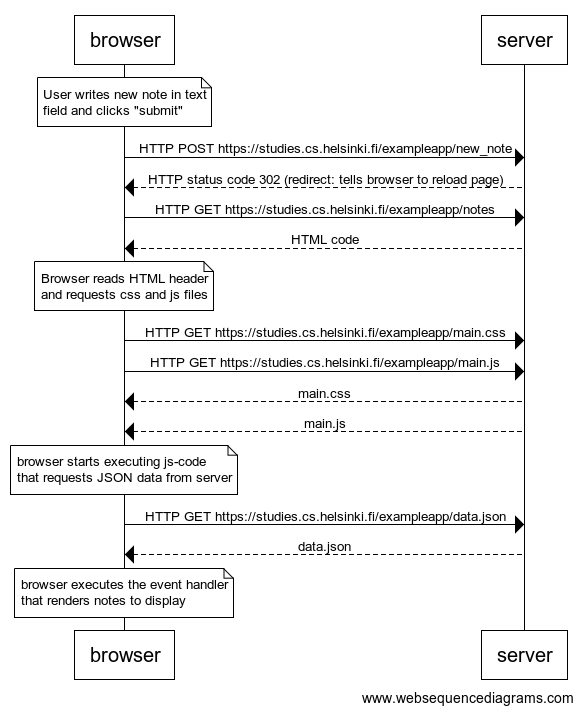 browser
server
User writes new note in text
field and clicks "submit"
HTTP POST https://studies.cs.helsinki.fi/exampleapp/new_note
HTTP status code 302 (redirect: tells browser to reload page)
HTTP GET https://studies.cs.helsinki.fi/exampleapp/notes
HTML code
Browser reads HTML header
and requests css and js files
HTTP GET https://studies.cs.helsinki.fi/exampleapp/main.css
HTTP GET https://studies.cs.helsinki.fi/exampleapp/main.js
main.css
main.js
browser starts executing js-code
that requests JSON data from server
HTTP GET https://studies.cs.helsinki.fi/exampleapp/data.json
data.json
browser executes the event handler
that renders notes to display
browser
server
www.websequencediagrams.com